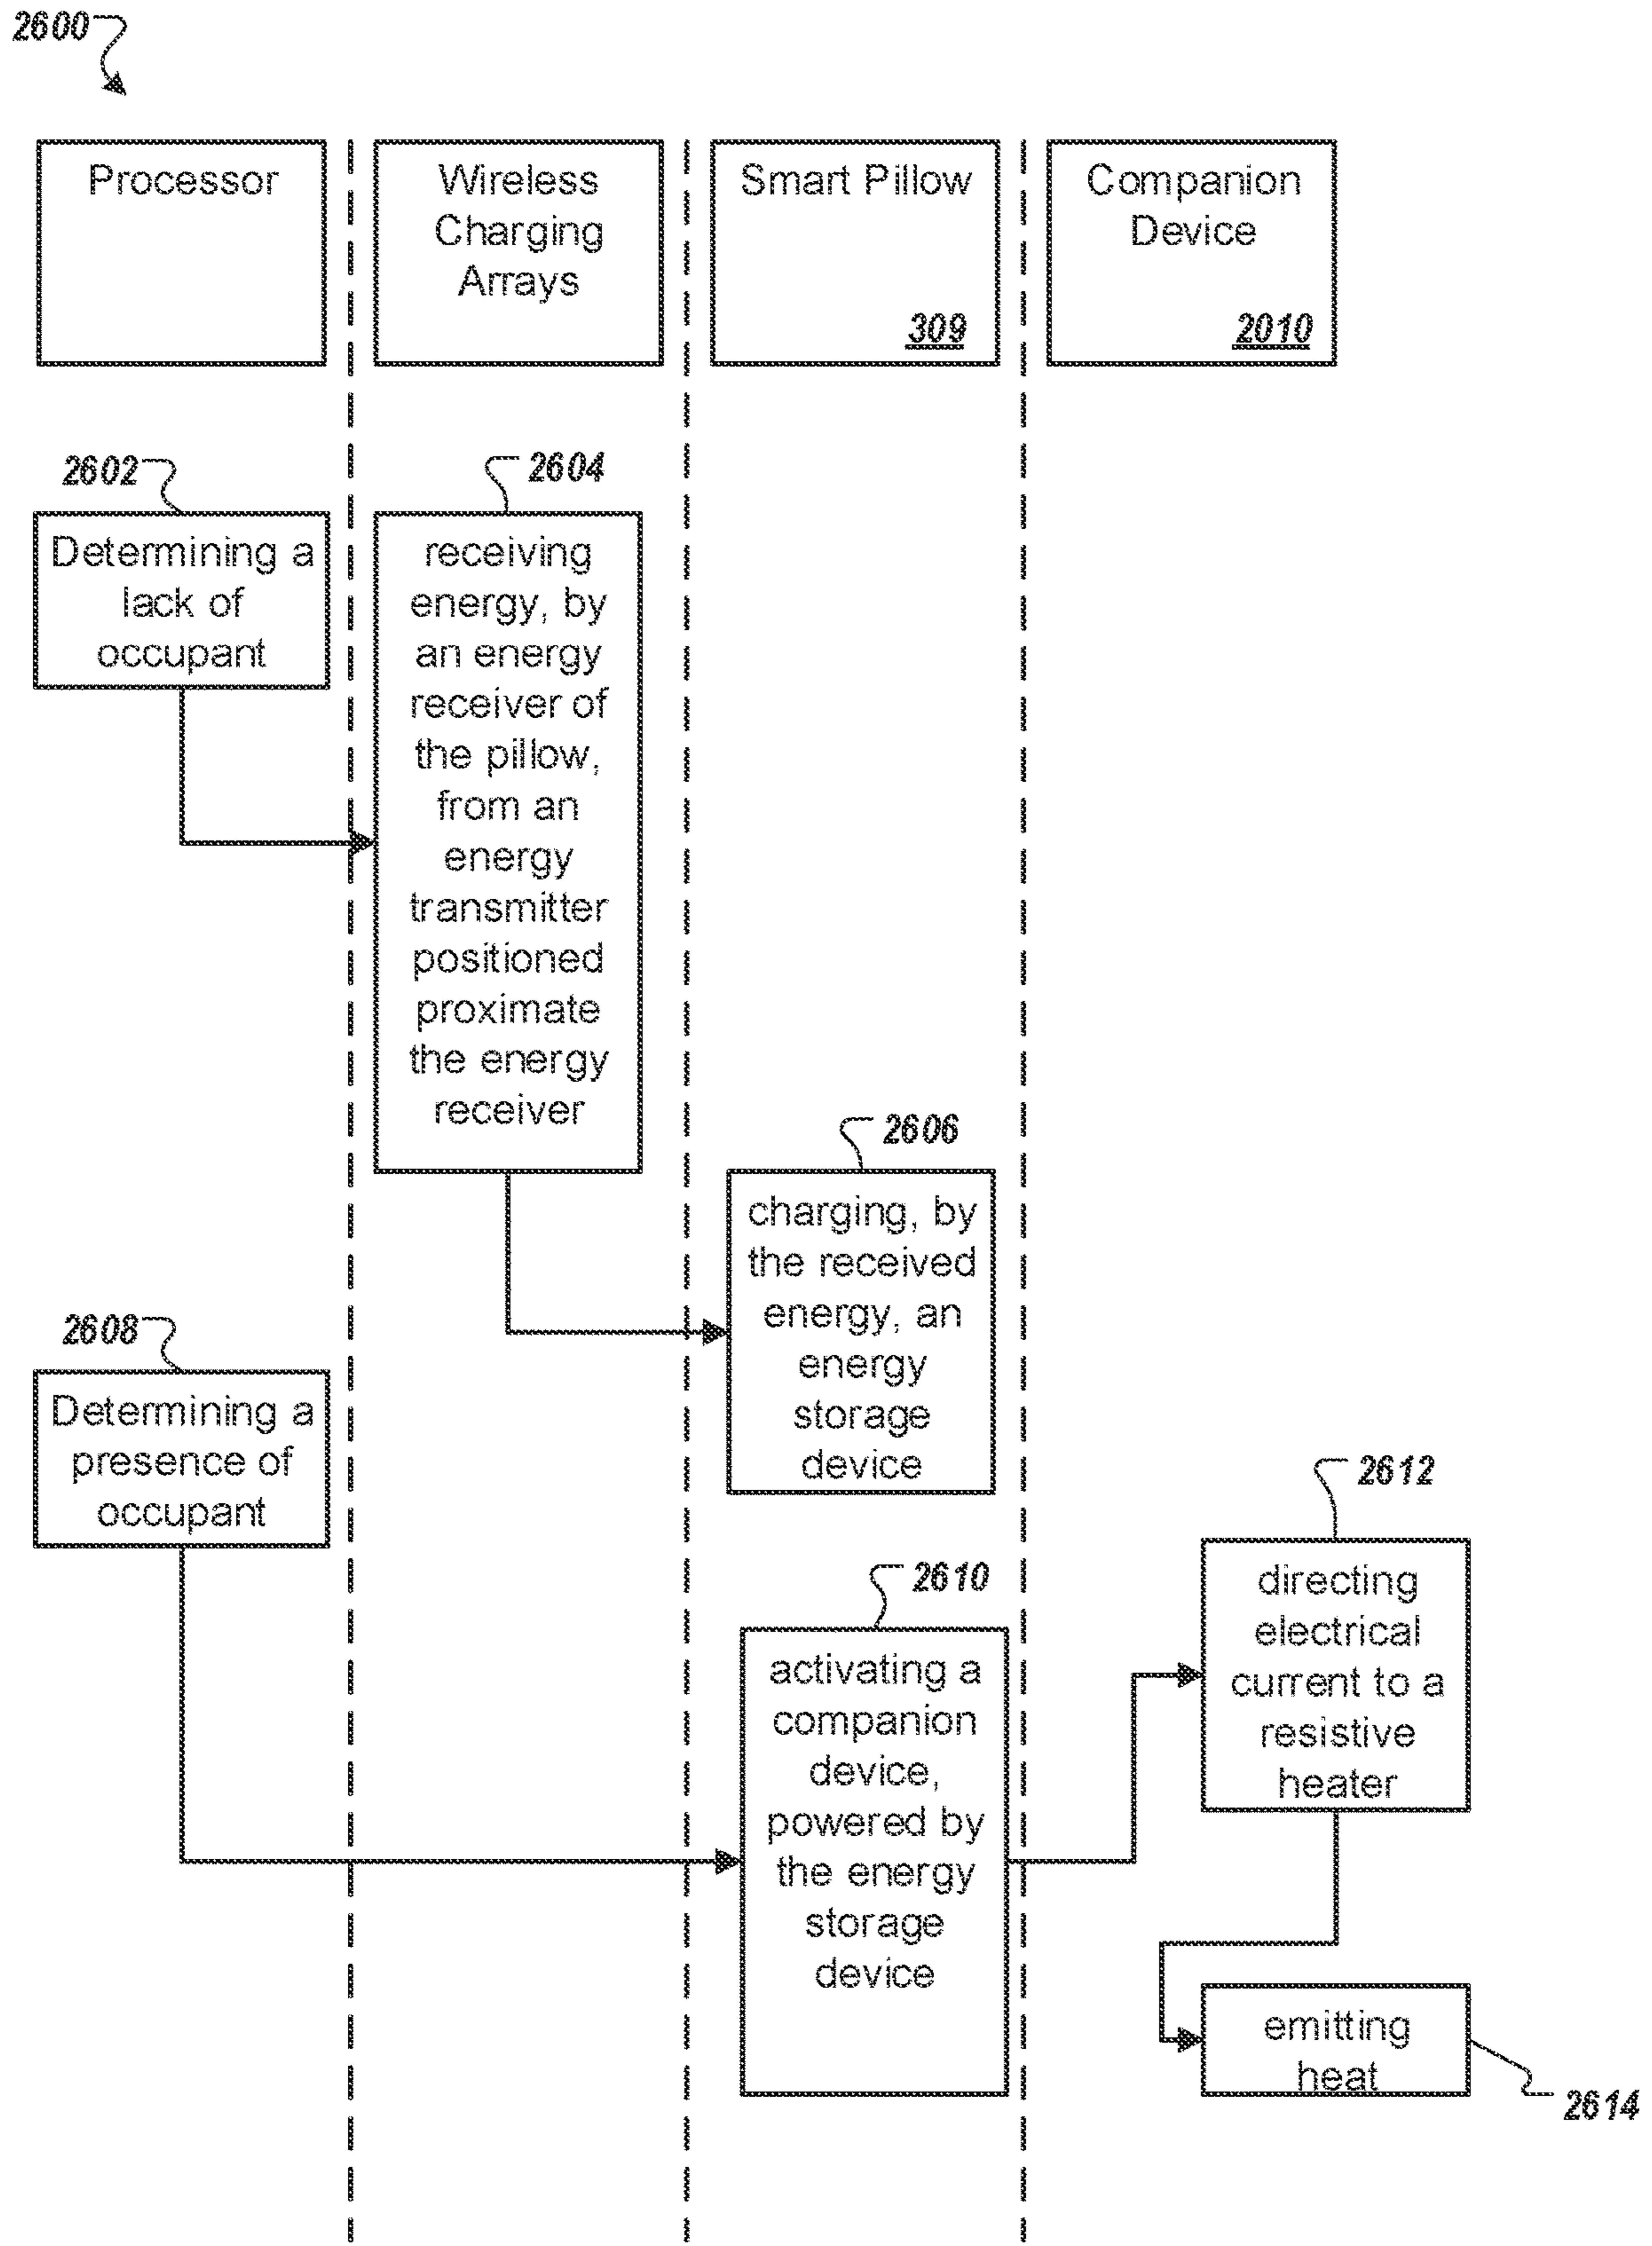 2600
Processor
Wireless
Charging
Arrays
Smart Pillow
309
Companion
Device
2010
2602
Determining a
lack of
occupant
2604
receiving
energy, by
an energy
receiver of
the pillow,
from an
energy
transmitter
positioned
proximate
the energy
receiver
2606
charging, by
the received
energy, an
energy
storage
device
2608
Determining a
presence of
occupant
2610
activating a
companion
device,
powered by
the energy
storage
device
2612
directing
electrical
current to a
resistive
heater
emitting
heat
2614